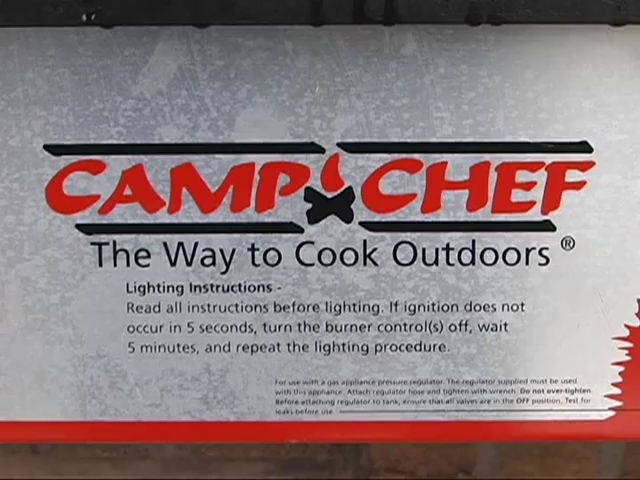 CAMP CHEF
The Way to Cook Outdoors®
Lighting Instructions -
Read all instructions before lighting. If ignition does not
occur in 5 seconds, turn the burner control(s) off, wait
5 minutes, and repeat the lighting procedure.
For use with a gas appliance pressure regulator. The regulator supplied must be used
with this appliance. Attach regulator hose and tighten with wrench. Do not over-tighten.
Before attaching regulator to tank, ensure that all valves are in the OFF position. Test for
leaks before use.